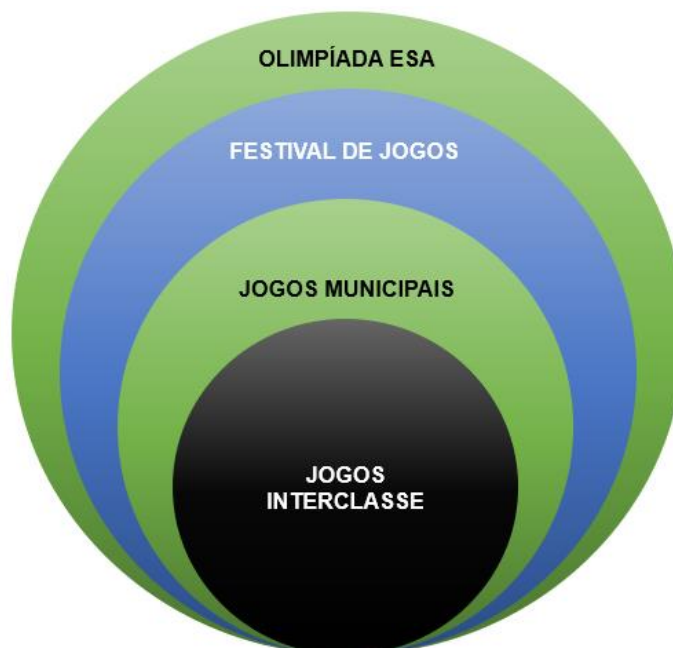 OLIMPÍADA ESA
FESTIVAL DE JOGOS
JOGOS MUNICIPAIS
JOGOS
INTERCLASSE